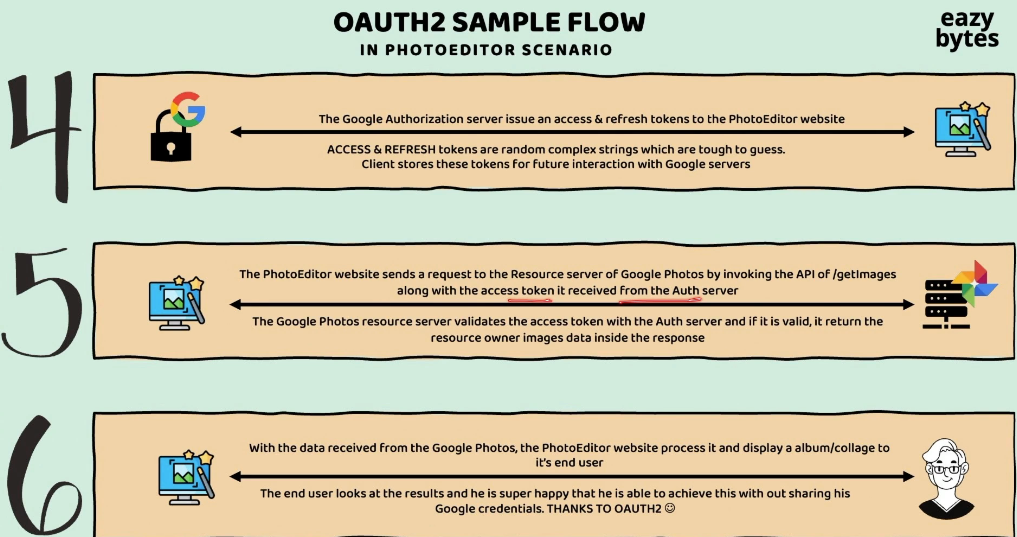 OAUTH2 SAMPLE FLOW
IN PHOTOEDITOR SCENARIO
eazy
bytes
4
The Google Authorization server issue an access & refresh tokens to the PhotoEditor website
ACCESS & REFRESH tokens are random complex strings which are tough to guess.
Client stores these tokens for future interaction with Google servers
5
The PhotoEditor website sends a request to the Resource server of Google Photos by invoking the API of /getImages
along with the access token it received from the Auth server
The Google Photos resource server validates the access token with the Auth server and if it is valid, it return the
resource owner images data inside the response
6
With the data received from the Google Photos, the PhotoEditor website process it and display a album/collage to
it's end user
The end user looks at the results and he is super happy that he is able to achieve this with out sharing his
Google credentials. THANKS TO OAUTH2 ☺